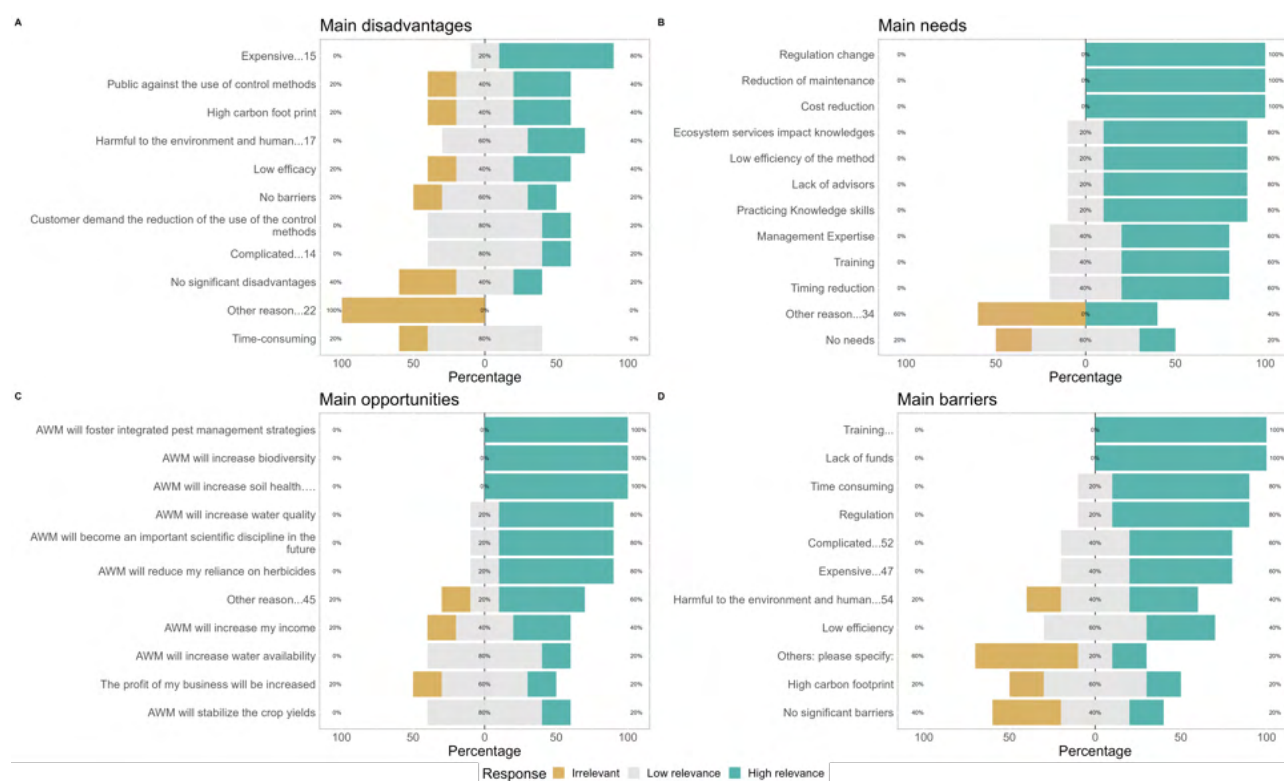 A
Main disadvantages
Expensive...15
0%
20%
80%
Public against the use of control methods
20%
40%
40%
High carbon foot print
20%
40%
40%
Harmful to the environment and human...17
0%
60%
40%
Low efficacy
20%
40%
40%
No barriers
20%
60%
20%
Customer demand the reduction of the use of the control
methods
0%
80%
20%
Complicated...14
0%
80%
20%
No significant disadvantages
40%
40%
20%
Other reason...22
100%
0%
0%
Time-consuming
20%
80%
0%
100 50 0 50 100
Percentage
B
Main needs
Regulation change
0%
0%
100%
Reduction of maintenance
0%
0%
100%
Cost reduction
0%
0%
100%
Ecosystem services impact knowledges
0%
20%
80%
Low efficiency of the method
0%
20%
80%
Lack of advisors
0%
20%
80%
Practicing Knowledge skills
0%
20%
80%
Management Expertise
0%
40%
60%
Training
0%
40%
60%
Timing reduction
0%
40%
60%
Other reason...34
60%
0%
40%
No needs
20%
60%
20%
100 50 0 50 100
Percentage
C
Main opportunities
AWM will foster integrated pest management strategies
0%
0%
100%
AWM will increase biodiversity
0%
0%
100%
AWM will increase soil health....
0%
0%
100%
AWM will increase water quality
0%
20%
80%
AWM will become an important scientific discipline in the
future
0%
20%
80%
AWM will reduce my reliance on herbicides
0%
20%
80%
Other reason...45
20%
20%
60%
AWM will increase my income
20%
40%
40%
AWM will increase water availability
0%
80%
20%
The profit of my business will be increased
20%
60%
20%
AWM will stabilize the crop yields
0%
80%
20%
100 50 0 50 100
Percentage
D
Main barriers
Training...
0%
0%
100%
Lack of funds
0%
0%
100%
Time consuming
0%
20%
80%
Regulation
0%
20%
80%
Complicated...52
0%
40%
60%
Expensive...47
0%
40%
60%
Harmful to the environment and human...54
20%
40%
40%
Low efficiency
0%
60%
40%
Others: please specify:
60%
20%
20%
High carbon footprint
20%
60%
20%
No significant barriers
40%
40%
20%
100 50 0 50 100
Percentage
Response Irrelevant Low relevance High relevance